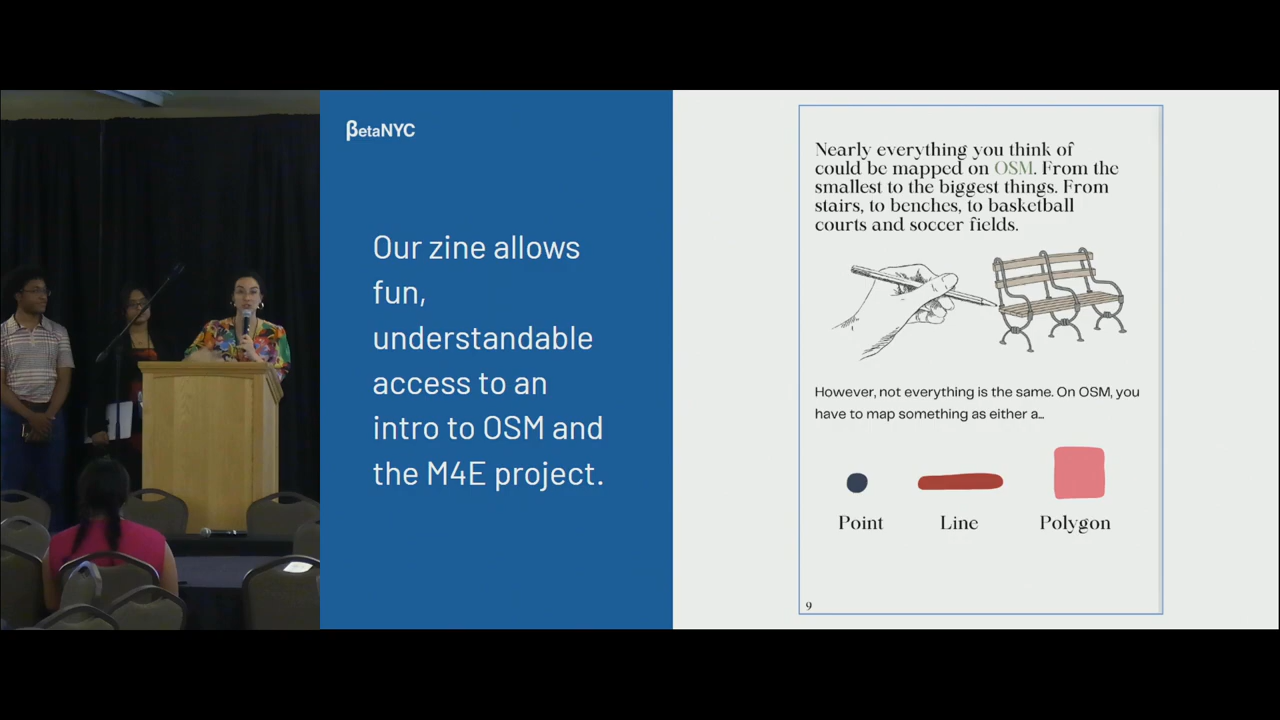 βetaNYC
Our zine allows
fun,
understandable
access to an
intro to OSM and
the M4E project.
Nearly everything you think of
could be mapped on OSM. From the
smallest to the biggest things. From
stairs, to benches, to basketball
courts and soccer fields.
However, not everything is the same. On OSM, you
have to map something as either a...
Point
Line
Polygon
9